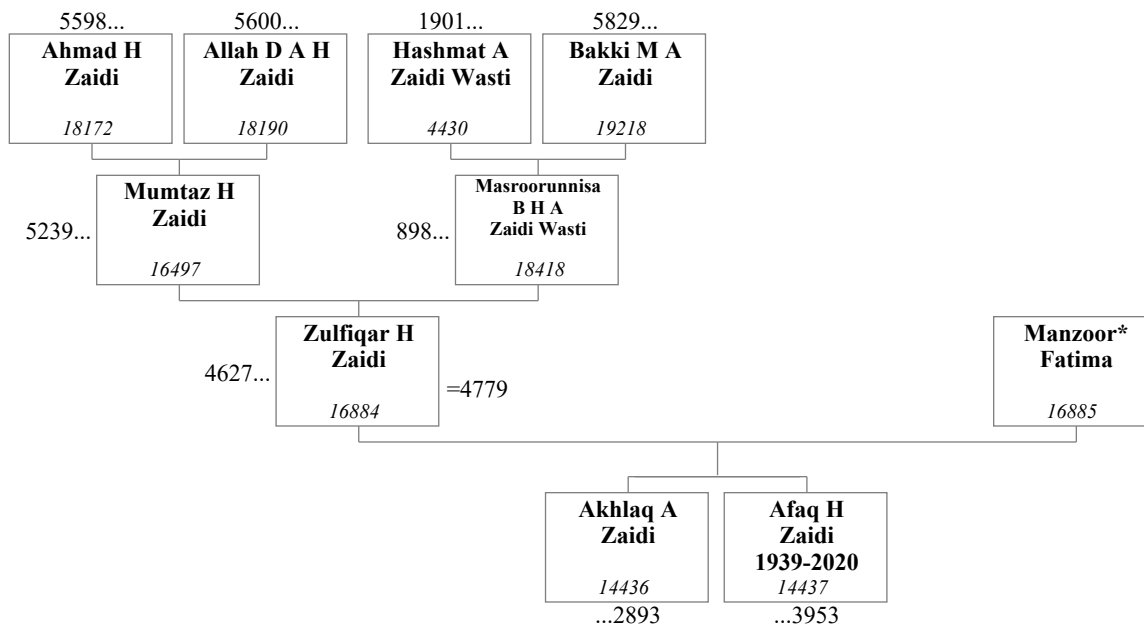 5598...
5600...
1901...
5829...
Ahmad H
Zaidi
18172
Allah D A H
Zaidi
18190
Hashmat A
Zaidi Wasti
4430
Bakki M A
Zaidi
19218
5239...
Mumtaz H
Zaidi
16497
898...
Masroorunnisa
B H A
Zaidi Wasti
18418
4627...
Zulfiqar H
Zaidi
16884
=4779
Manzoor*
Fatima
16885
Akhlaq A
Zaidi
14436
...2893
Afaq H
Zaidi
1939-2020
14437
...3953